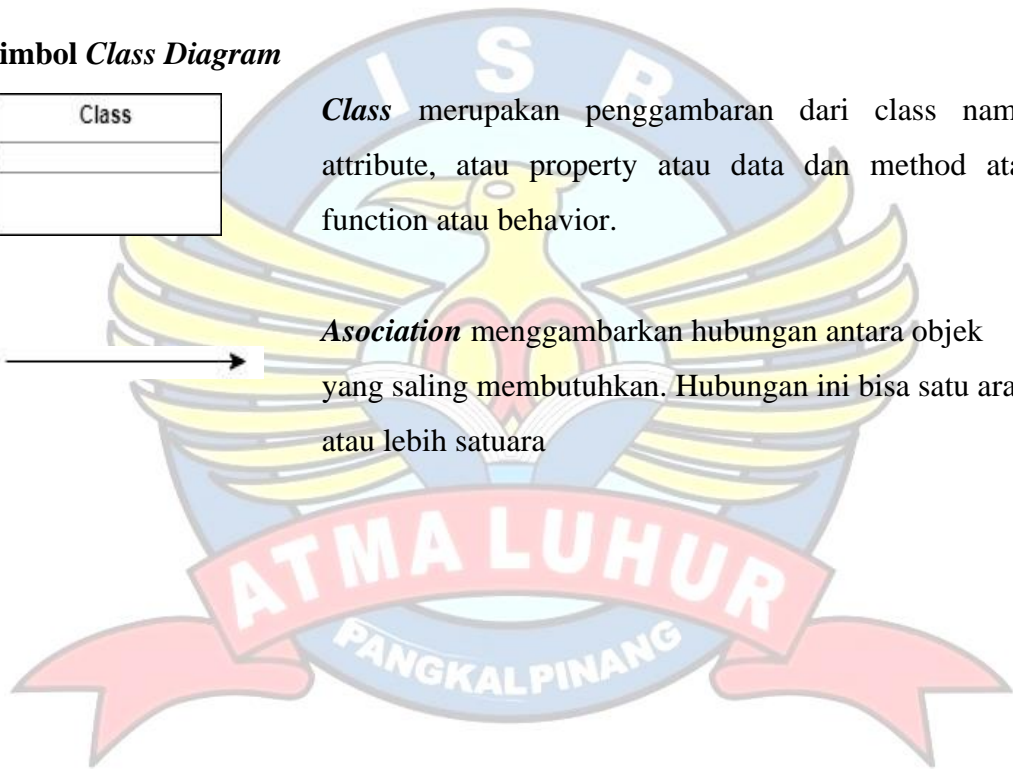 imbol Class Diagram
Class
Class merupakan penggambaran dari class nam
attribute, atau property atau data dan method ata
function atau behavior.
Asociation menggambarkan hubungan antara objek
yang saling membutuhkan. Hubungan ini bisa satu ara
atau lebih satuara
I S B
ATMA LUHUR
PANGKALPINANG